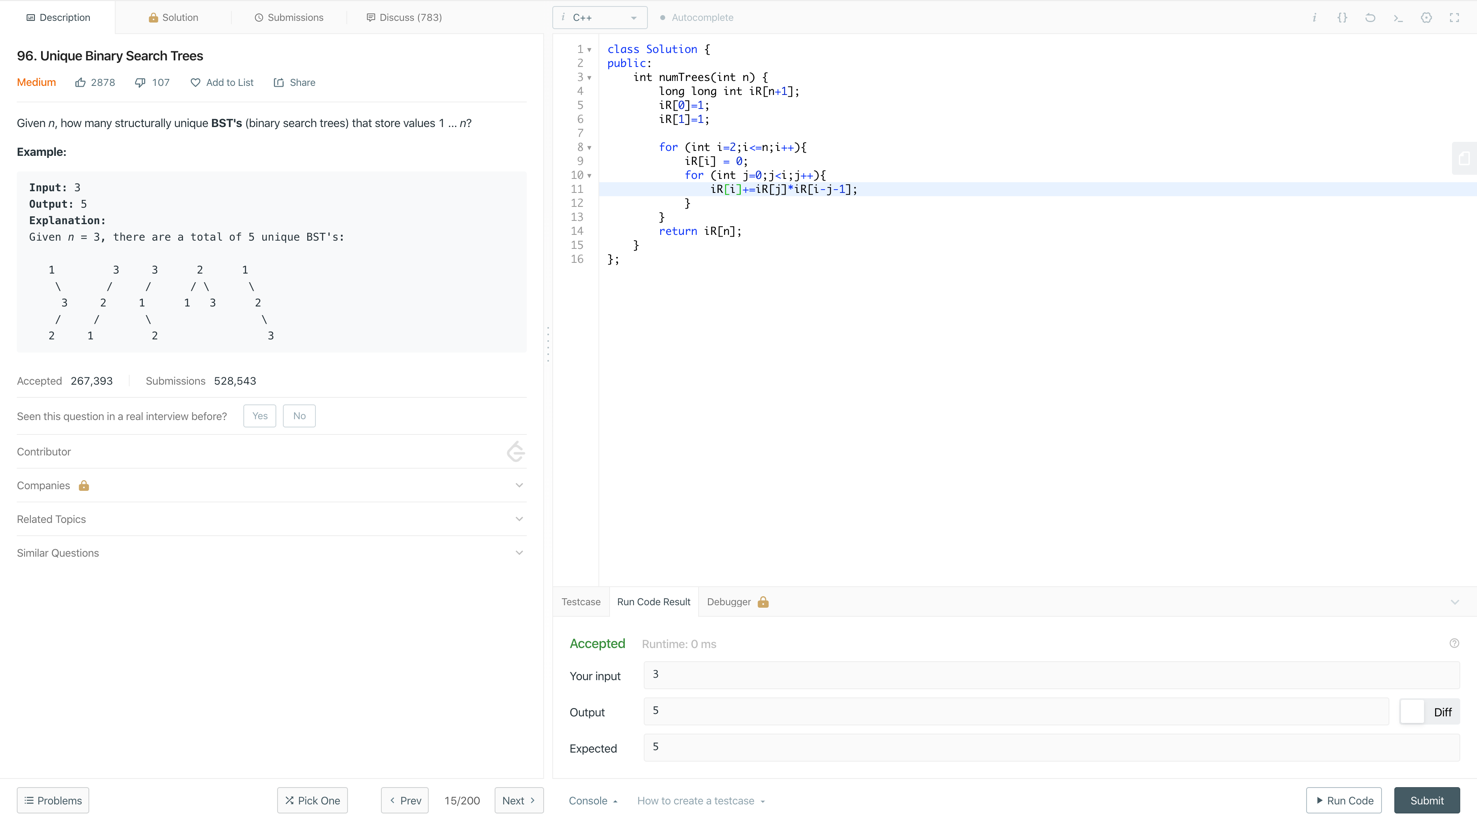 Description
Solution
Submissions
Discuss (783)
96. Unique Binary Search Trees
Medium 2878 107 Add to List Share
Given n, how many structurally unique BST's (binary search trees) that store values 1 ... n?
Example:
Input: 3
Output: 5
Explanation:
Given n = 3, there are a total of 5 unique BST's:
1 3 3 2 1
\ / / / \ \
3 2 1 1 3 2
/ / \ \
2 1 2 3
Accepted 267,393 Submissions 528,543
Seen this question in a real interview before? Yes No
Contributor
Companies
Related Topics
Similar Questions
Problems Pick One < Prev 15/200 Next >
i C++ Autocomplete i {} >_
1 class Solution {
2 public:
3 int numTrees(int n) {
4 long long int iR[n+1];
5 iR[0]=1;
6 iR[1]=1;
7
8 for (int i=2;i<=n;i++){
9 iR[i] = 0;
10 for (int j=0;j<i;j++){
11 iR[i]+=iR[j]*iR[i-j-1];
12 }
13 }
14 return iR[n];
15 }
16 };
Testcase Run Code Result Debugger
Accepted Runtime: 0 ms
Your input 3
Output 5 Diff
Expected 5
Console How to create a testcase Run Code Submit